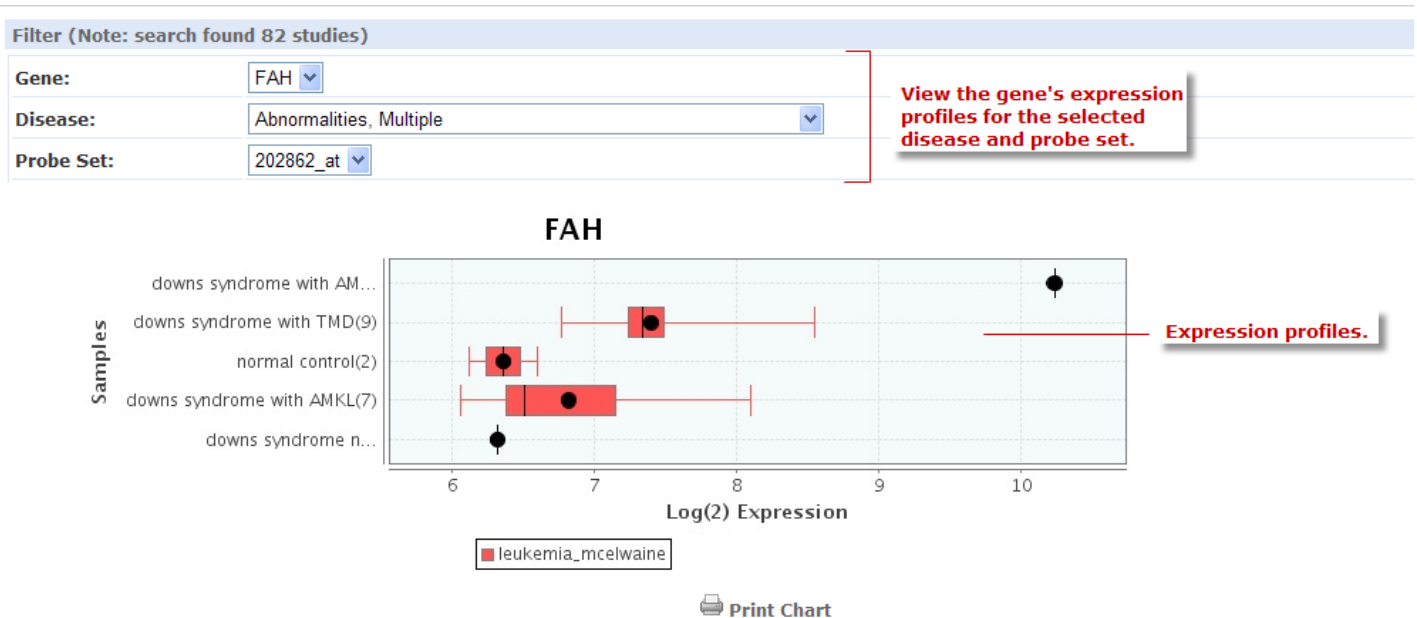 Filter (Note: search found 82 studies)
Gene:
FAH
Disease:
Abnormalities, Multiple
Probe Set:
202862_at
View the gene's expression
profiles for the selected
disease and probe set.
FAH
Samples
downs syndrome with AM...
downs syndrome with TMD(9)
normal control(2)
downs syndrome with AMKL(7)
downs syndrome n...
Expression profiles.
6 7 8 9 10
Log(2) Expression
leukemia_mcelwaine
Print Chart